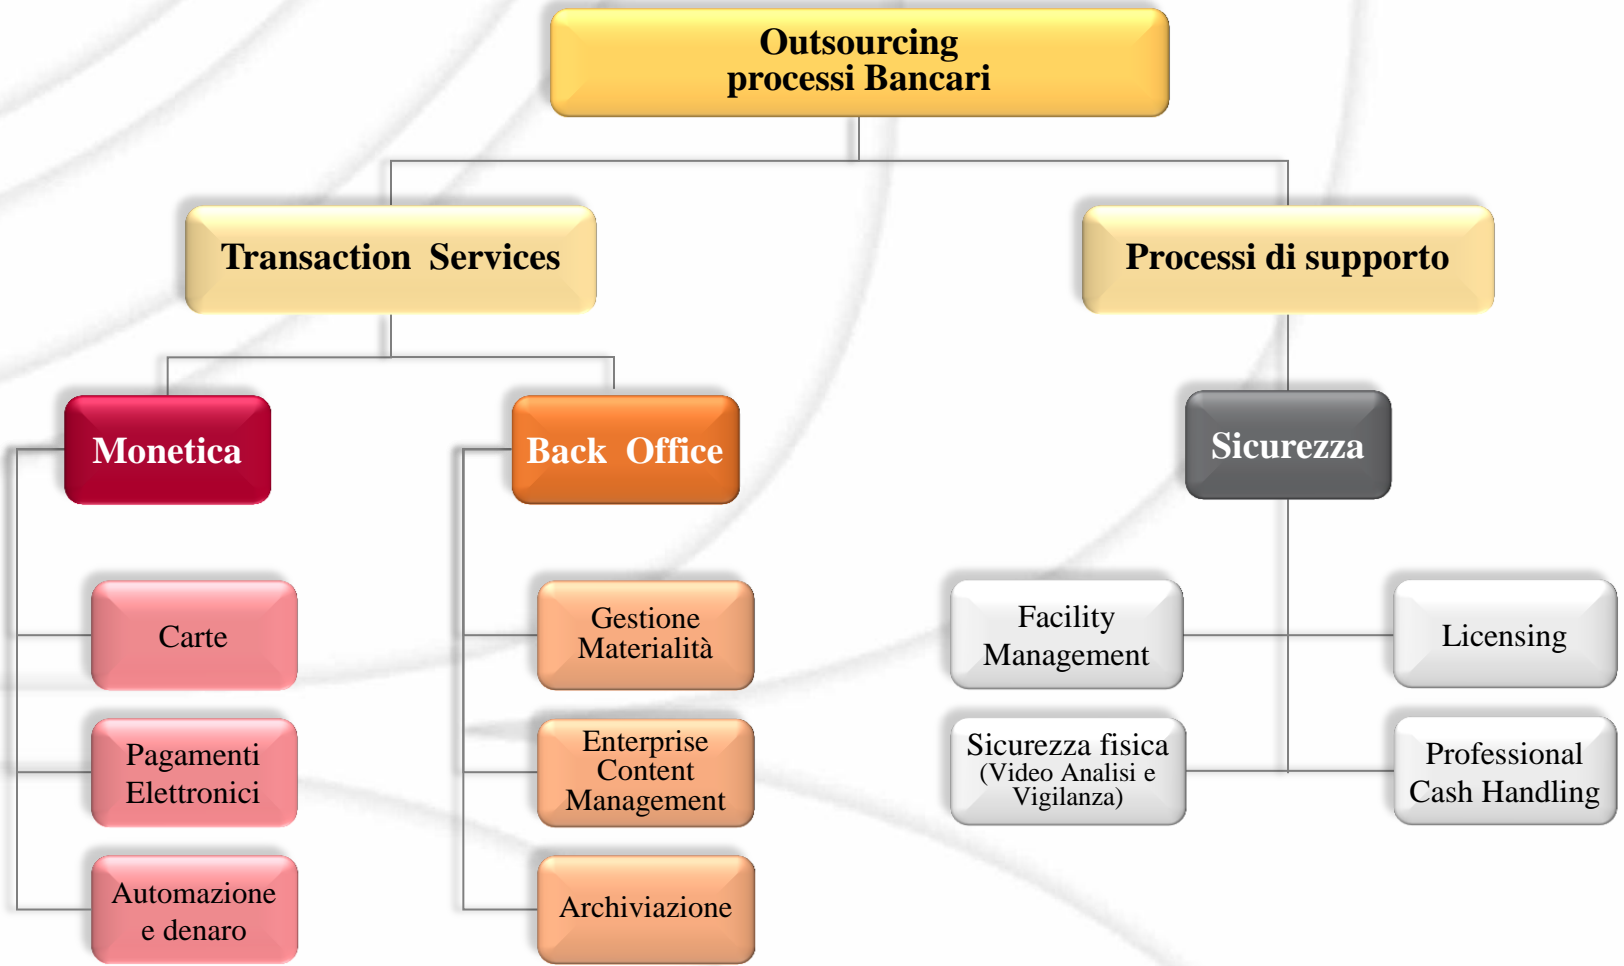 Outsourcing
processi Bancari
Transaction Services
Processi di supporto
Monetica
Back Office
Sicurezza
Carte
Pagamenti
Elettronici
Automazione
e denaro
Gestione
Materialità
Enterprise
Content
Management
Archiviazione
Facility
Management
Licensing
Sicurezza fisica
(Video Analisi e
Vigilanza)
Professional
Cash Handling